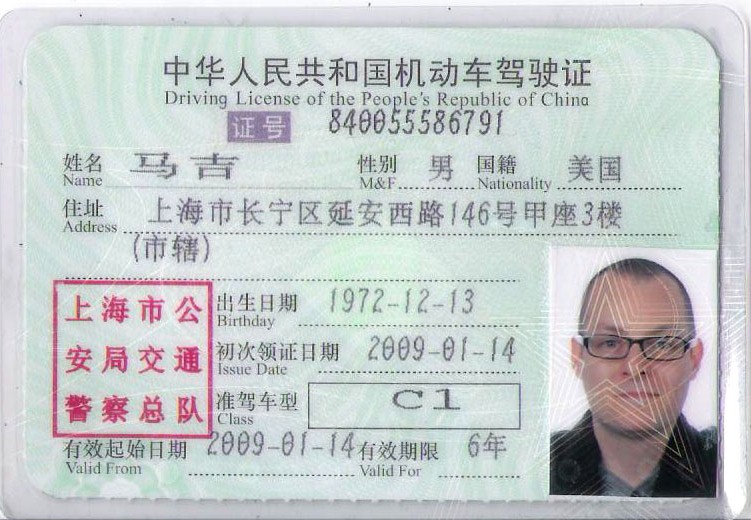 中华人民共和国机动车驾驶证
Driving License of the People's Republic of China
证号 840055586791
姓名 马吉 性别 男 国籍 美国
Name M&F Nationality
住址 上海市长宁区延安西路146号甲座3楼
Address
(市辖)
出生日期 1972-12-13
Birthday
初次领证日期 2009-01-14
Issue Date
准驾车型 C1
Class
上海市公
安局交通
警察总队
有效起始日期 2009-01-14 有效期限 6年
Valid From Valid For